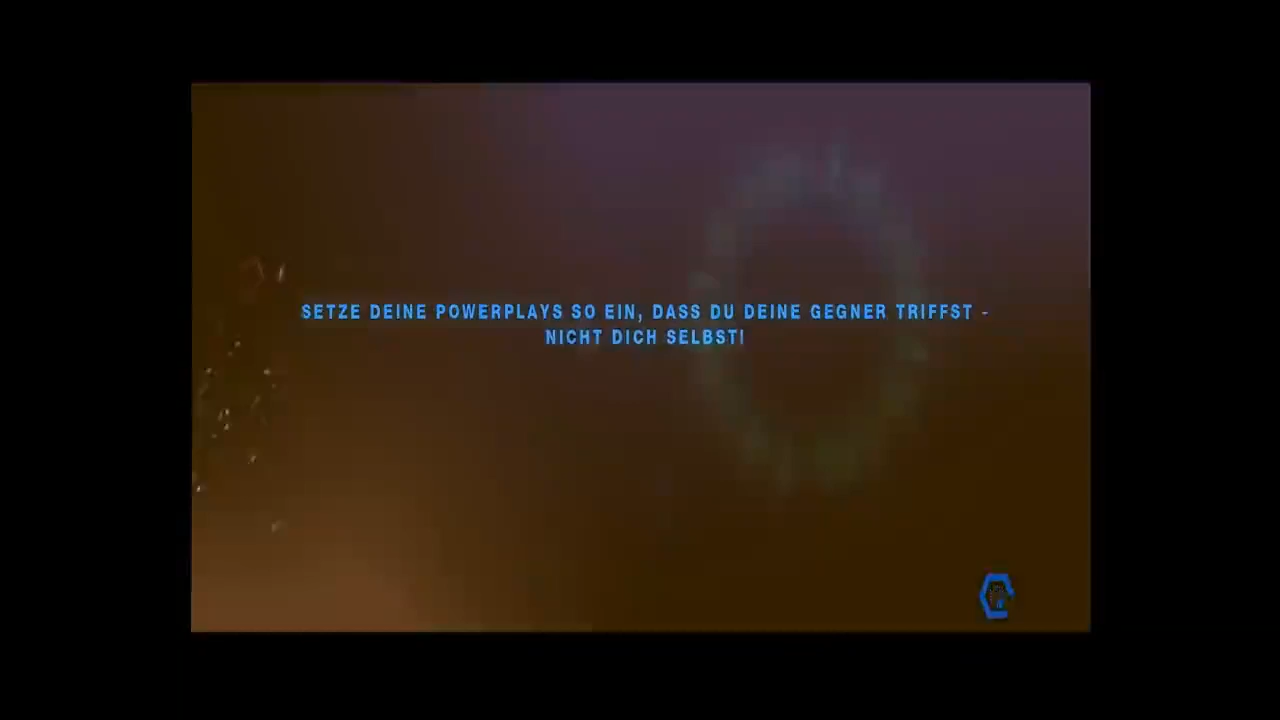 SETZE DEINE POWERPLAYS SO EIN, DASS DU DEINE GEGNER TRIFFST -
NICHT DICH SELBST!